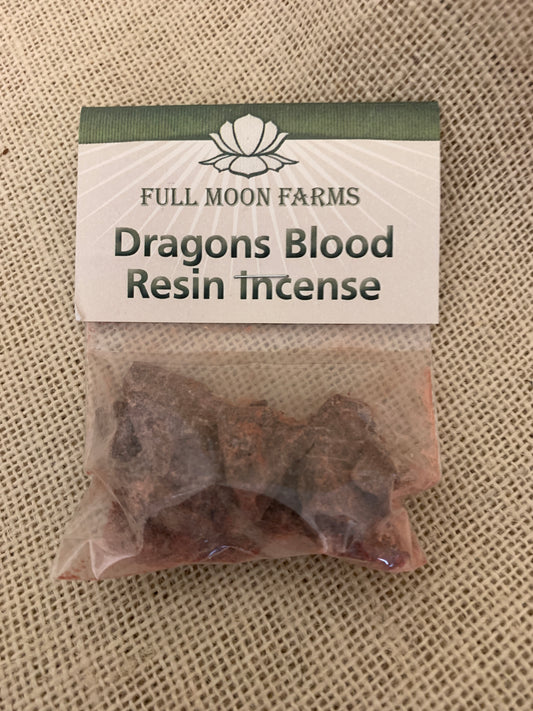 FULL MOON FARMS
Dragons Blood
Resin Incense